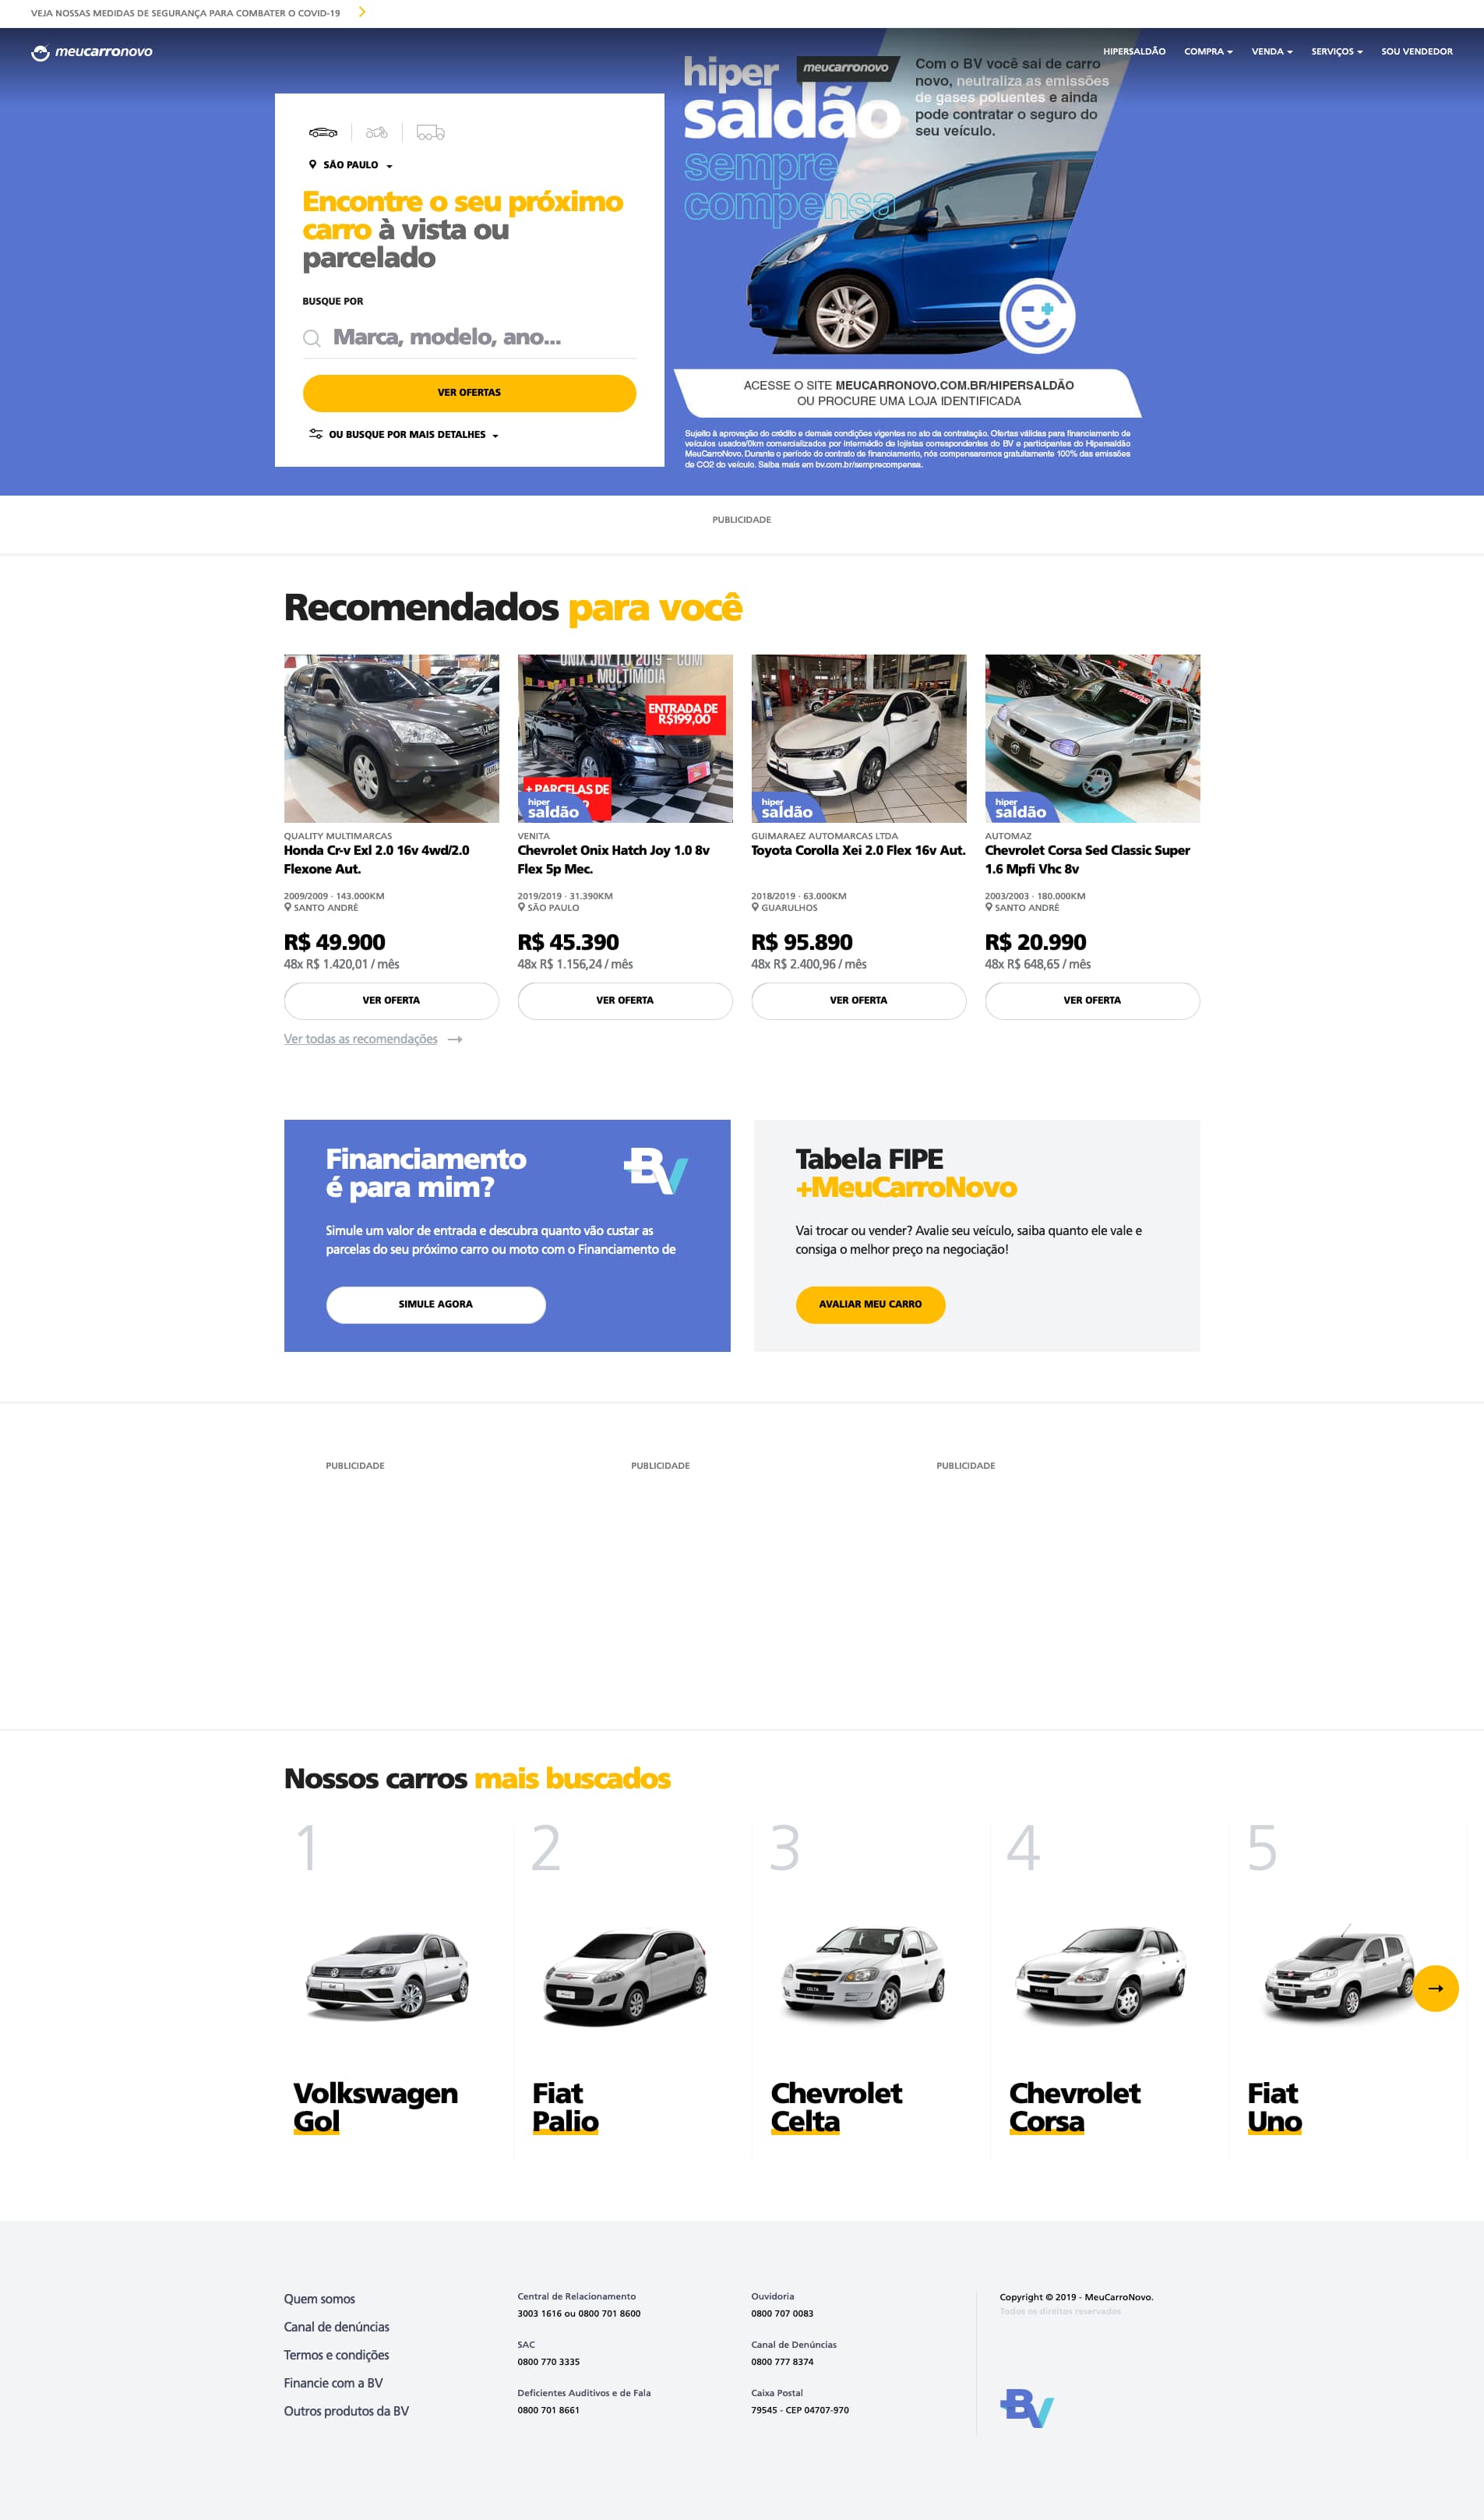 VEJA NOSSAS MEDIDAS DE SEGURANÇA PARA COMBATER O COVID-19
meucarronovo
HIPERSALDÃO
COMPRA
VENDA
SERVIÇOS
SOU VENDEDOR
SÃO PAULO
Encontre o seu próximo
carro à vista ou
parcelado
BUSQUE POR
Marca, modelo, ano...
VER OFERTAS
OU BUSQUE POR MAIS DETALHES
hiper
saldão
meucarronovo
sempre
compensa
Com o BV você sai de carro
novo, neutraliza as emissões
de gases poluentes e ainda
pode contratar o seguro do
seu veículo.
ACESSE O SITE MEUCARRONOVO.COM.BR/HIPERSALDÃO
OU PROCURE UMA LOJA IDENTIFICADA
Sujeito à aprovação do crédito e demais condições vigentes no ato da contratação. Ofertas válidas para financiamento de
veículos usados/0km comercializados por intermédio de lojistas correspondentes do BV e participantes do Hipersaldão
MeuCarroNovo. Durante o período do contrato de financiamento, nós compensaremos gratuitamente 100% das emissões
de CO2 do veículo. Saiba mais em bv.com.br/semprecompensa.
PUBLICIDADE
Recomendados para você
QUALITY MULTIMARCAS
Honda Cr-v Exl 2.0 16v 4wd/2.0
Flexone Aut.
2009/2009 · 143.000KM
SANTO ANDRÉ
R$ 49.900
48x R$ 1.420,01 / mês
VER OFERTA
ONIX JOY 1.0 2019 - COM
MULTIMIDIA
ENTRADA DE
R$199,00
+ PARCELAS DE
hiper
saldão
VENITA
Chevrolet Onix Hatch Joy 1.0 8v
Flex 5p Mec.
2019/2019 · 31.390KM
SÃO PAULO
R$ 45.390
48x R$ 1.156,24 / mês
VER OFERTA
hiper
saldão
GUIMARAEZ AUTOMARCAS LTDA
Toyota Corolla Xei 2.0 Flex 16v Aut.
2018/2019 · 63.000KM
GUARULHOS
R$ 95.890
48x R$ 2.400,96 / mês
VER OFERTA
hiper
saldão
AUTOMAZ
Chevrolet Corsa Sed Classic Super
1.6 Mpfi Vhc 8v
2003/2003 · 180.000KM
SANTO ANDRÉ
R$ 20.990
48x R$ 648,65 / mês
VER OFERTA
Ver todas as recomendações
Financiamento
é para mim?
BV
Simule um valor de entrada e descubra quanto vão custar as
parcelas do seu próximo carro ou moto com o Financiamento de
SIMULE AGORA
Tabela FIPE
+MeuCarroNovo
Vai trocar ou vender? Avalie seu veículo, saiba quanto ele vale e
consiga o melhor preço na negociação!
AVALIAR MEU CARRO
PUBLICIDADE
PUBLICIDADE
PUBLICIDADE
Nossos carros mais buscados
1
Volkswagen
Gol
2
Fiat
Palio
3
CELTA
Chevrolet
Celta
4
CLASSIC
Chevrolet
Corsa
5
Fiat
Uno
Quem somos
Canal de denúncias
Termos e condições
Financie com a BV
Outros produtos da BV
Central de Relacionamento
3003 1616 ou 0800 701 8600
SAC
0800 770 3335
Deficientes Auditivos e de Fala
0800 701 8661
Ouvidoria
0800 707 0083
Canal de Denúncias
0800 777 8374
Caixa Postal
79545 - CEP 04707-970
Copyright © 2019 - MeuCarroNovo.
Todos os direitos reservados
BV